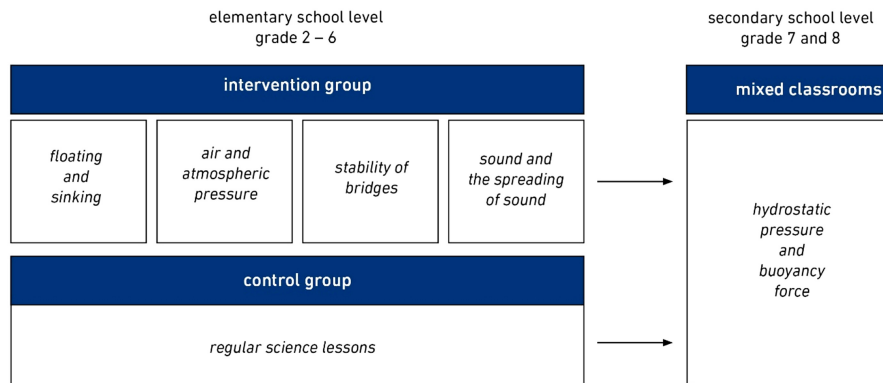 elementary school level
grade 2 – 6
secondary school level
grade 7 and 8
intervention group
mixed classrooms
floating
and
sinking
air and
atmospheric
pressure
stability of
bridges
sound and
the spreading
of sound
hydrostatic
pressure
and
buoyancy
force
control group
regular science lessons